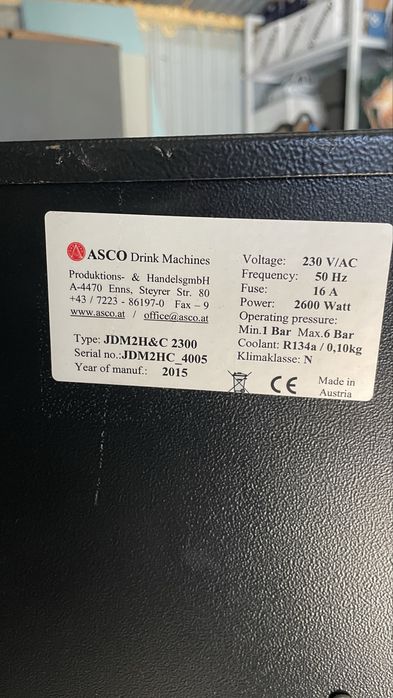 ASCO Drink Machines
Produktions- & HandelsgmbH
A-4470 Enns, Steyrer Str. 80
+43 / 7223 - 86197-0 Fax – 9
www.asco.at / office@asco.at
Type: JDM2H&C 2300
Serial no.:JDM2HC_4005
Year of manuf.: 2015
Voltage: 230 V/AC
Frequency: 50 Hz
Fuse: 16 A
Power: 2600 Watt
Operating pressure:
Min.1 Bar Max.6 Bar
Coolant: R134a / 0,10kg
Klimaklasse: N
CE
Made in
Austria